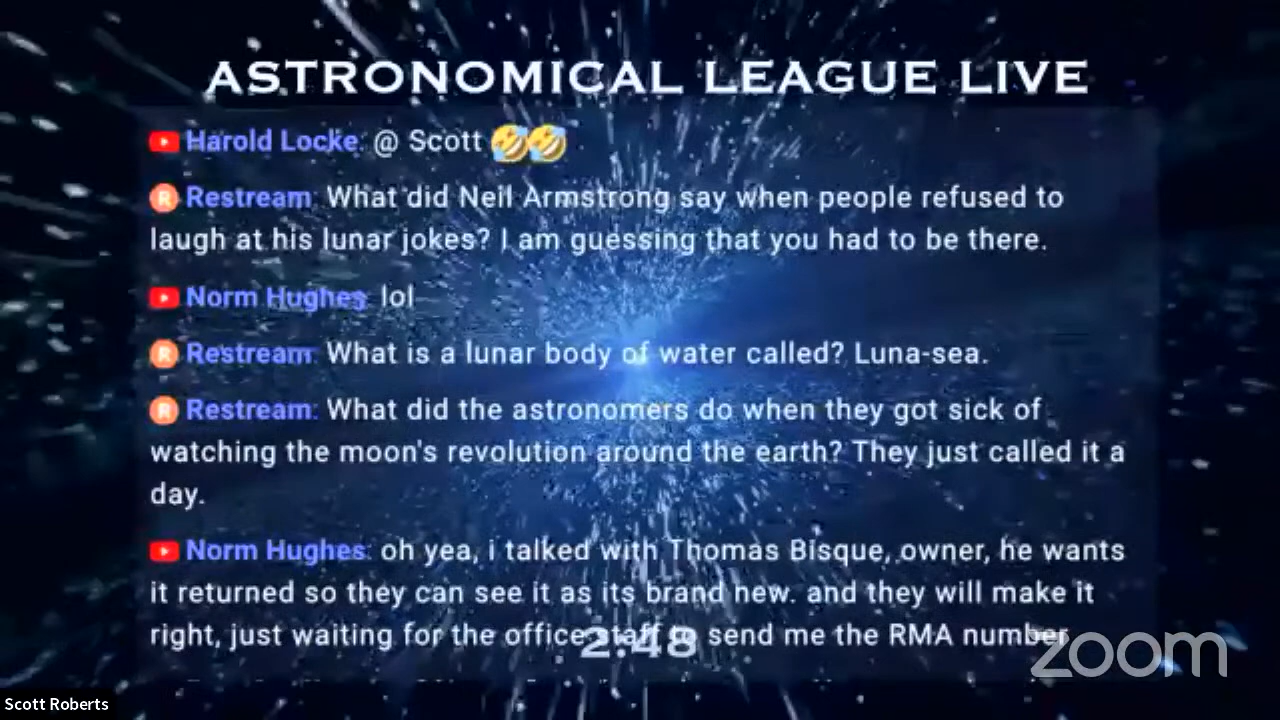 ASTRONOMICAL LEAGUE LIVE
Harold Locke: @ Scott 🤣🤣
R Restream: What did Neil Armstrong say when people refused to
laugh at his lunar jokes? I am guessing that you had to be there.
Norm Hughes: lol
R Restream: What is a lunar body of water called? Luna-sea.
R Restream: What did the astronomers do when they got sick of
watching the moon's revolution around the earth? They just called it a
day.
Norm Hughes: oh yea, i talked with Thomas Bisque, owner, he wants
it returned so they can see it as its brand new. and they will make it
right, just waiting for the office staff to send me the RMA number
2:48
zoom
Scott Roberts